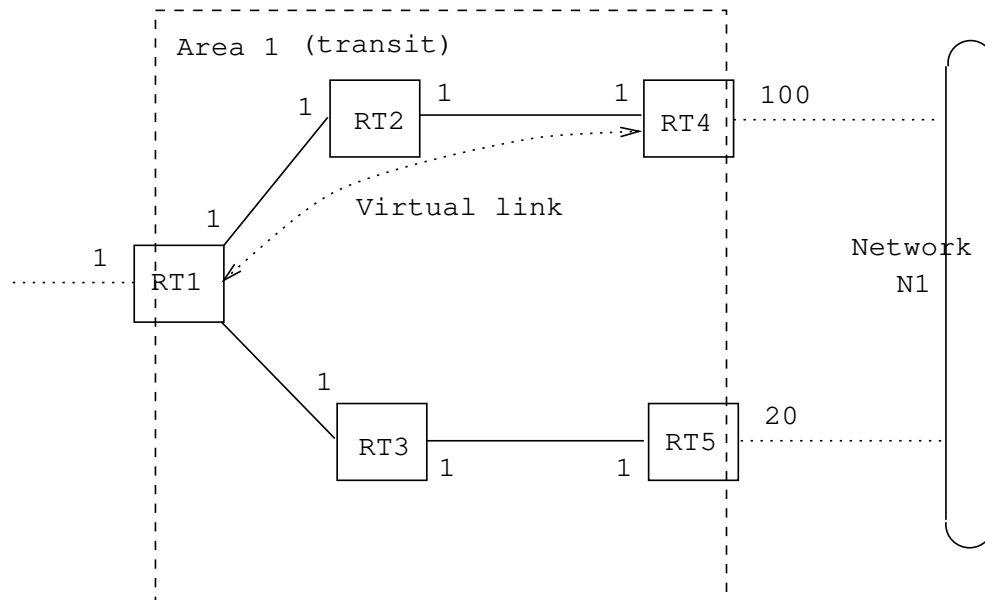 Area 1 (transit)
1
1
1
100
RT2
RT4
Virtual link
1
1
RT1
Network
N1
1
20
RT3
RT5
1
1